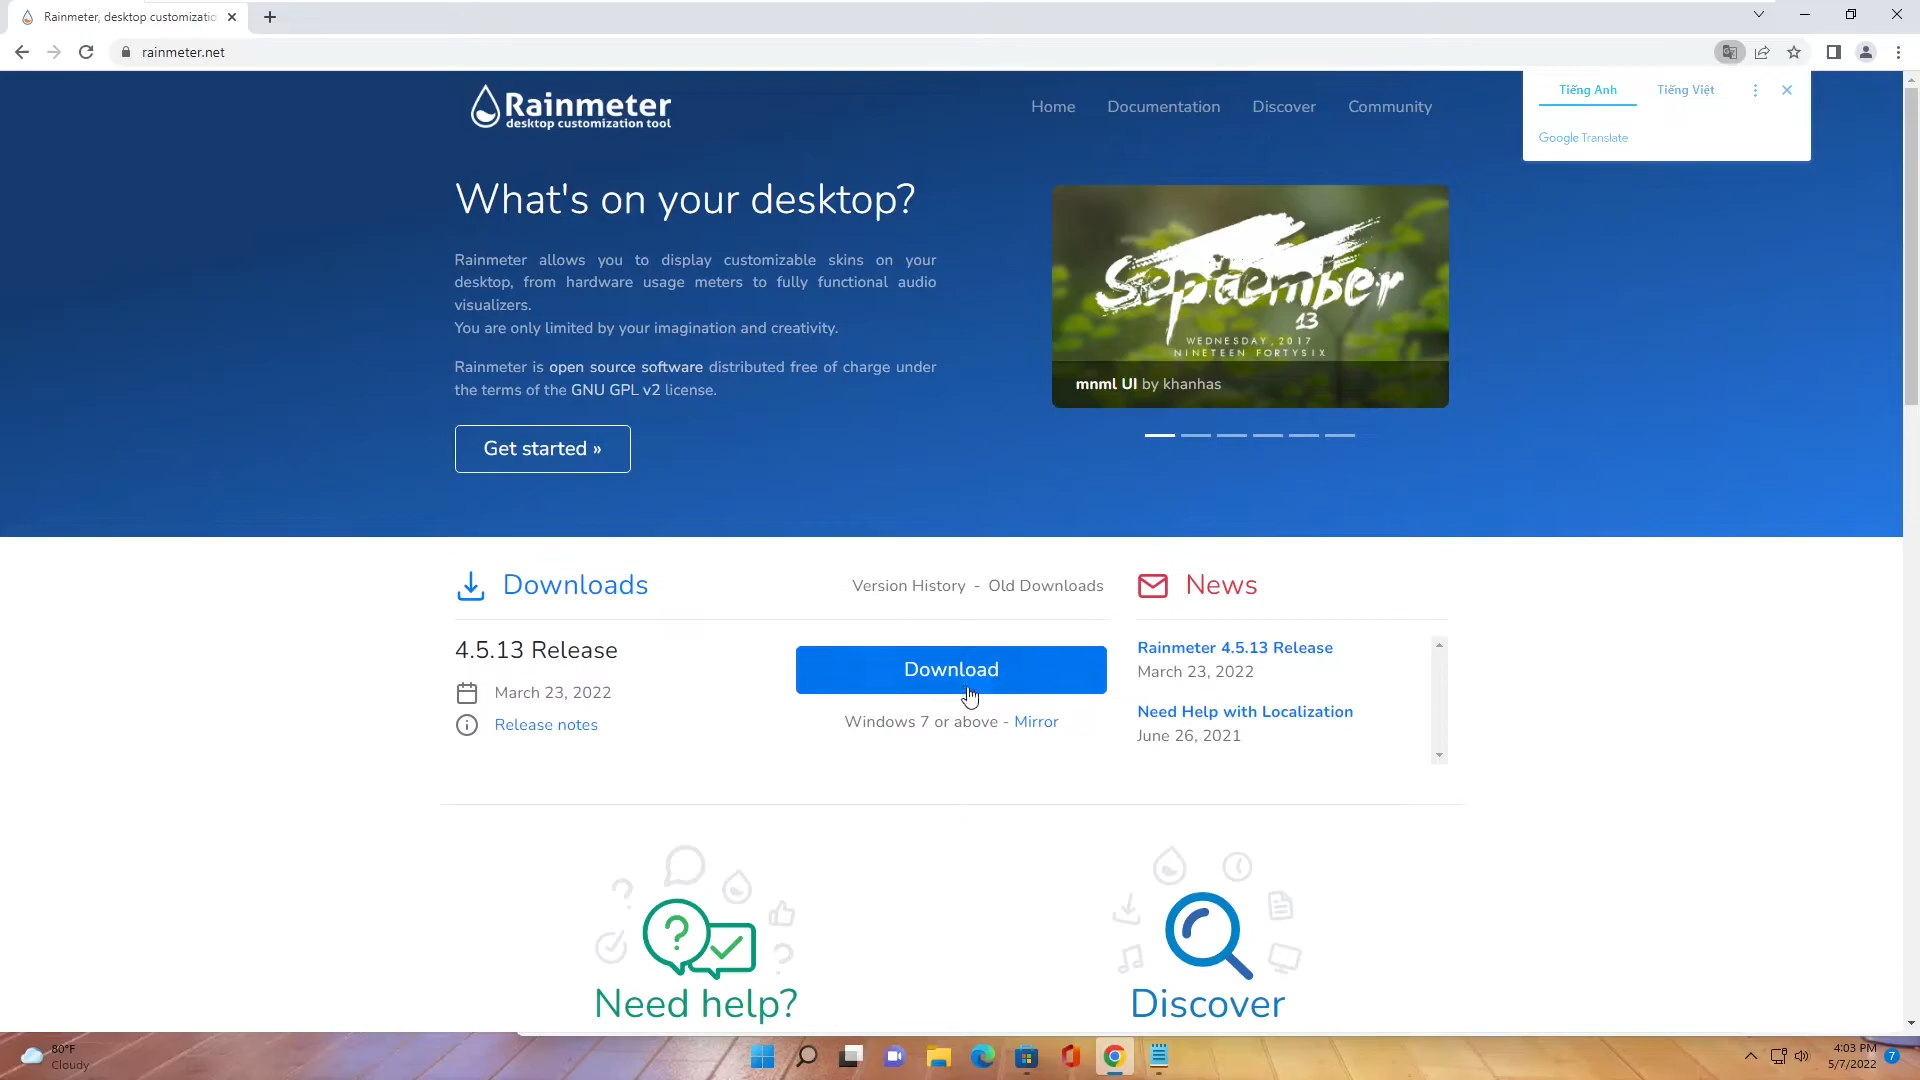 Rainmeter, desktop customizatio
rainmeter.net
Rainmeter
desktop customization tool
Home
Documentation
Discover
Community
Tiếng Anh
Tiếng Việt
Google Translate
What's on your desktop?
Rainmeter allows you to display customizable skins on your
desktop, from hardware usage meters to fully functional audio
visualizers.
You are only limited by your imagination and creativity.
Rainmeter is open source software distributed free of charge under
the terms of the GNU GPL v2 license.
Get started »
September
13
WEDNESDAY, 2017
NINETEEN FORTYSIX
mnml UI by khanhas
Downloads
Version History - Old Downloads
4.5.13 Release
March 23, 2022
Release notes
Download
Windows 7 or above - Mirror
News
Rainmeter 4.5.13 Release
March 23, 2022
Need Help with Localization
June 26, 2021
Need help?
Discover
80°F
Cloudy
4:03 PM
5/7/2022
7